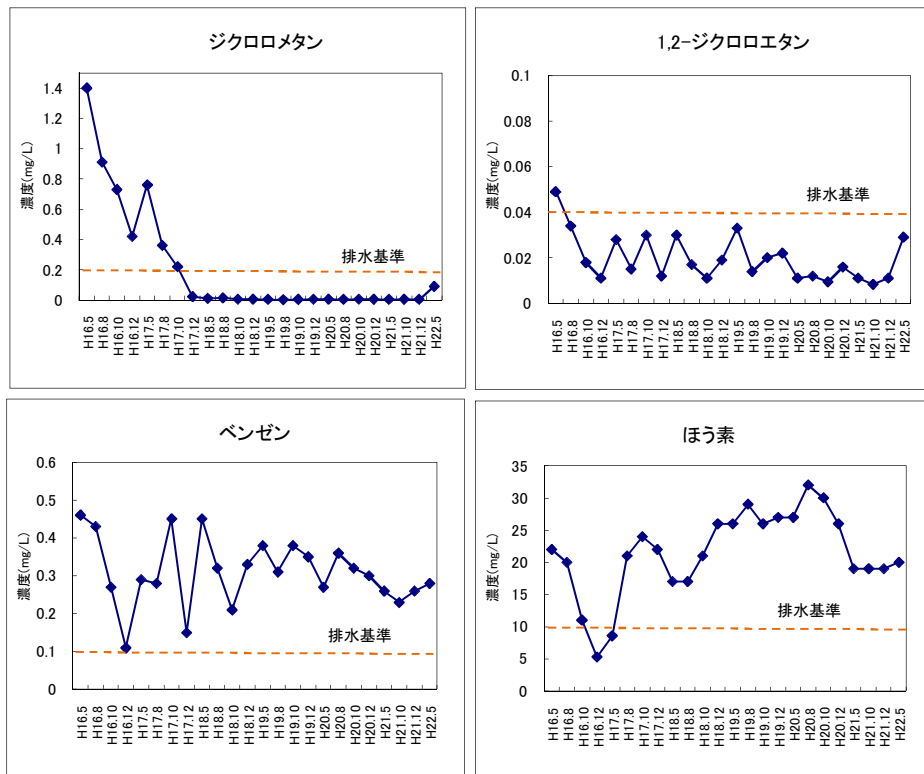 ジクロロメタン
濃度(mg/L)
1.4
1.2
1
0.8
0.6
0.4
0.2
0
排水基準
H16.5
H16.8
H16.10
H16.12
H17.5
H17.8
H17.10
H17.12
H18.5
H18.8
H18.10
H18.12
H19.5
H19.8
H19.10
H19.12
H20.5
H20.8
H20.10
H20.12
H21.5
H21.10
H21.12
H22.5
1,2-ジクロロエタン
濃度(mg/L)
0.1
0.08
0.06
0.04
0.02
0
排水基準
H16.5
H16.8
H16.10
H16.12
H17.5
H17.8
H17.10
H17.12
H18.5
H18.8
H18.10
H18.12
H19.5
H19.8
H19.10
H19.12
H20.5
H20.8
H20.10
H20.12
H21.5
H21.10
H21.12
H22.5
ベンゼン
濃度(mg/L)
0.6
0.5
0.4
0.3
0.2
0.1
0
排水基準
H16.5
H16.8
H16.10
H16.12
H17.5
H17.8
H17.10
H17.12
H18.5
H18.8
H18.10
H18.12
H19.5
H19.8
H19.10
H19.12
H20.5
H20.8
H20.10
H20.12
H21.5
H21.10
H21.12
H22.5
ほう素
濃度(mg/L)
35
30
25
20
15
10
5
0
排水基準
H16.5
H16.8
H16.10
H16.12
H17.5
H17.8
H17.10
H17.12
H18.5
H18.8
H18.10
H18.12
H19.5
H19.8
H19.10
H19.12
H20.5
H20.8
H20.10
H20.12
H21.5
H21.10
H21.12
H22.5